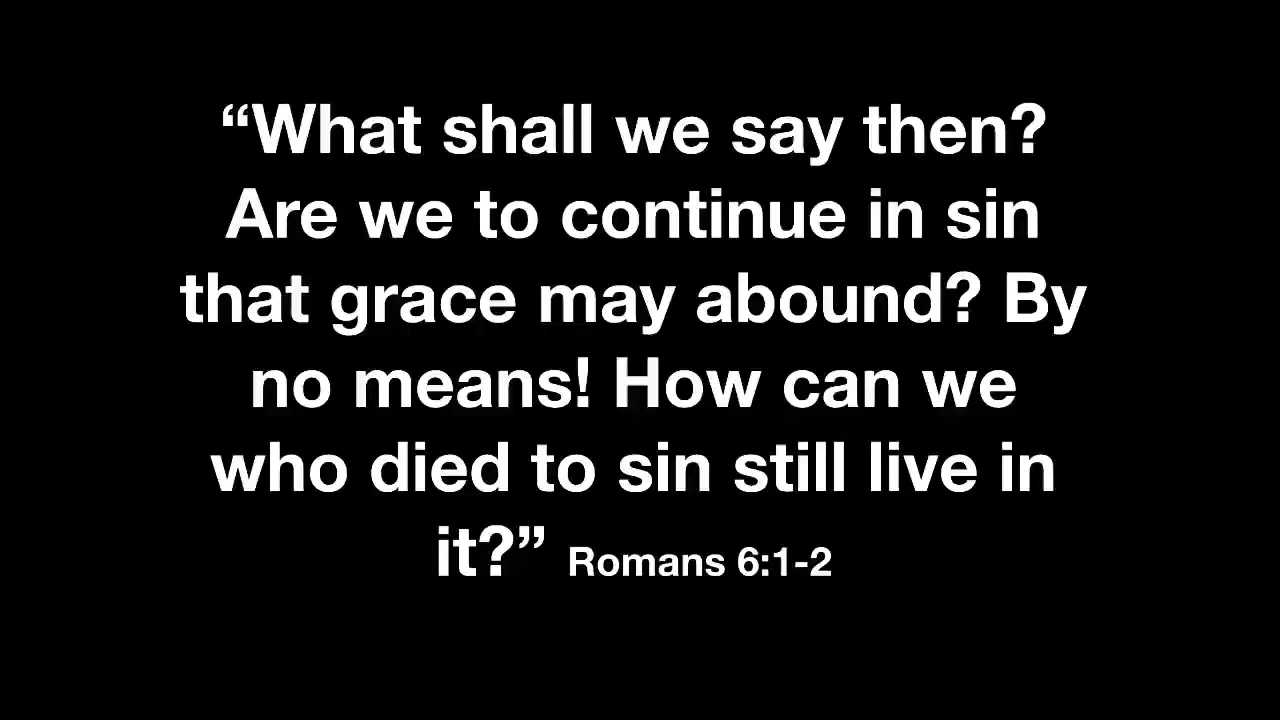 “What shall we say then?
Are we to continue in sin
that grace may abound? By
no means! How can we
who died to sin still live in
it?” Romans 6:1-2